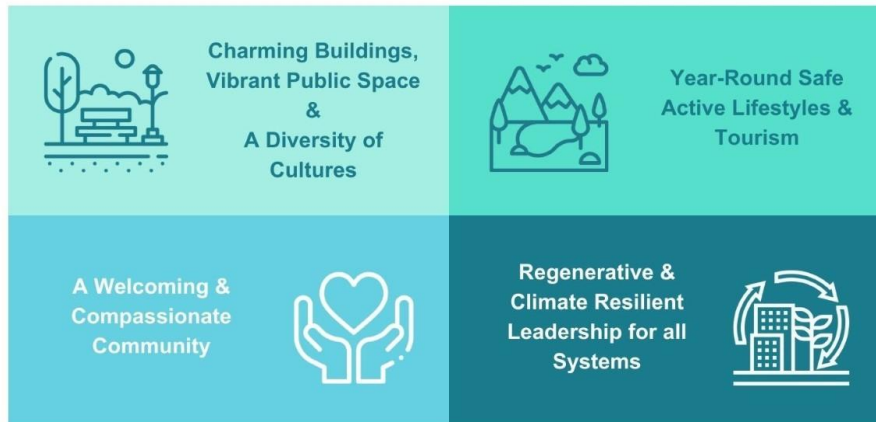 Charming Buildings,
Vibrant Public Space
&
A Diversity of
Cultures
Year-Round Safe
Active Lifestyles &
Tourism
A Welcoming &
Compassionate
Community
Regenerative &
Climate Resilient
Leadership for all
Systems